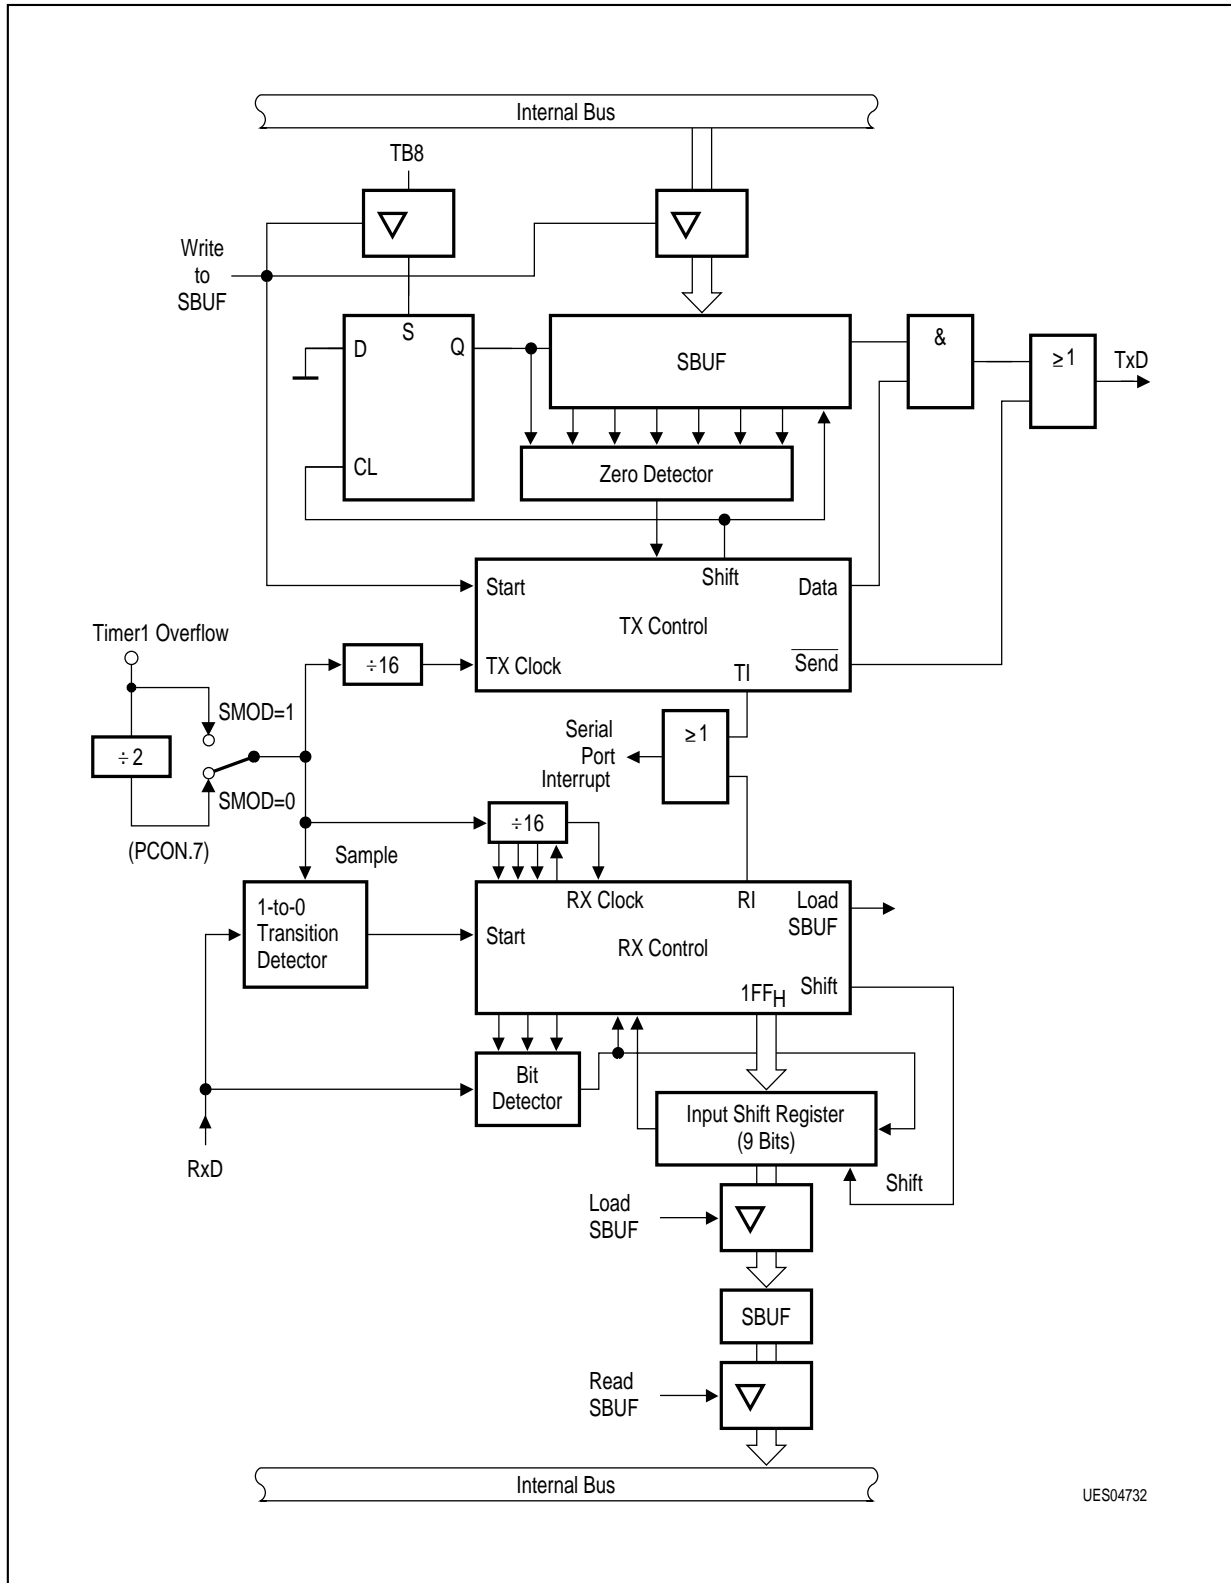 Internal Bus
TB8
Write
to
SBUF
S
D
Q
CL
SBUF
&
≥1
TxD
Zero Detector
Shift
Start
Data
TX Control
TX Clock
Send
TI
Timer1 Overflow
÷16
SMOD=1
÷2
SMOD=0
(PCON.7)
Serial
Port
Interrupt
≥1
÷16
Sample
1-to-0
Transition
Detector
RX Clock
RI
Load
SBUF
Start
RX Control
1FFH
Shift
Bit
Detector
RxD
Input Shift Register
(9 Bits)
Shift
Load
SBUF
SBUF
Read
SBUF
Internal Bus
UES04732